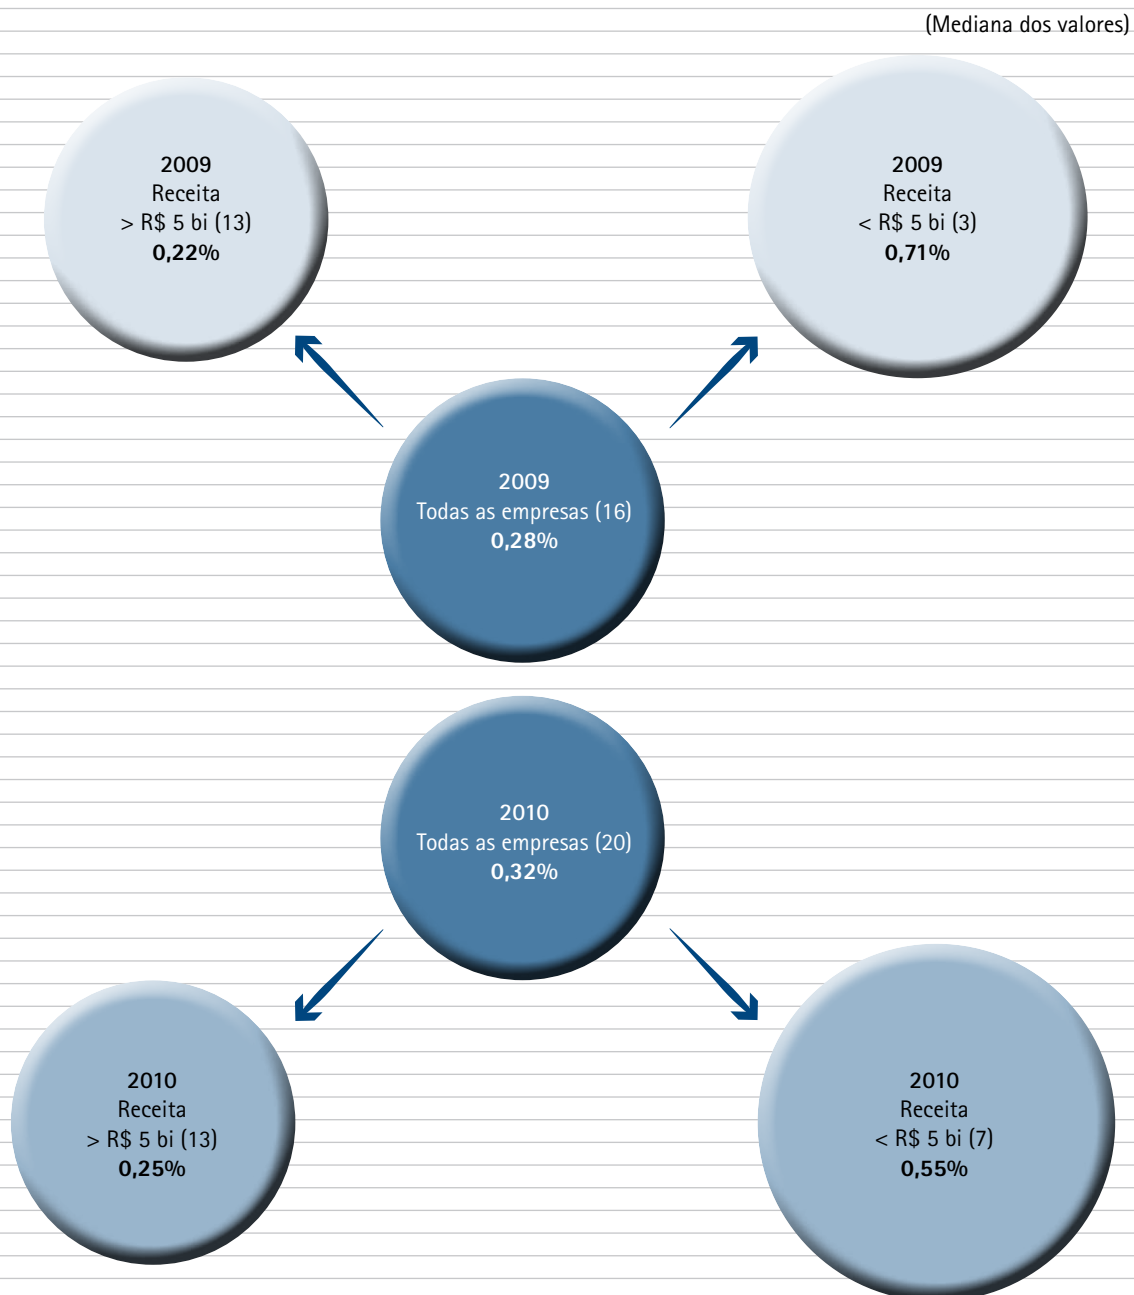 (Mediana dos valores)
2009
Receita
> R$ 5 bi (13)
0,22%
2009
Receita
< R$ 5 bi (3)
0,71%
2009
Todas as empresas (16)
0,28%
2010
Todas as empresas (20)
0,32%
2010
Receita
> R$ 5 bi (13)
0,25%
2010
Receita
< R$ 5 bi (7)
0,55%